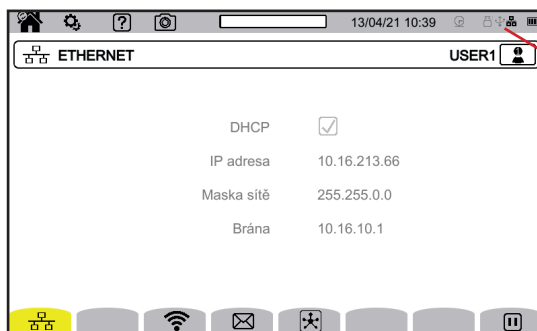 13/04/21 10:39
ETHERNET
USER1
DHCP
IP adresa 10.16.213.66
Maska sítě 255.255.0.0
Brána 10.16.10.1